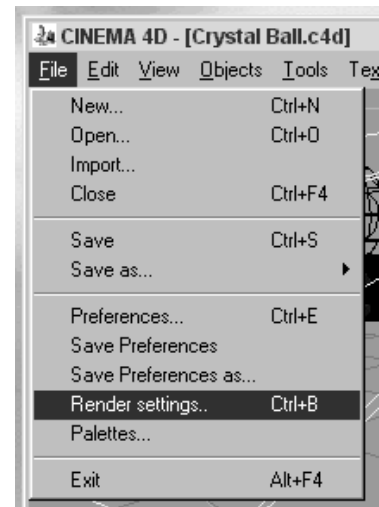 CINEMA 4D - [Crystal Ball.c4d]
File Edit View Objects Tools
New... Ctrl+N
Open... Ctrl+O
Import...
Close Ctrl+F4
Save Ctrl+S
Save as...
Preferences... Ctrl+E
Save Preferences
Save Preferences as...
Render settings.. Ctrl+B
Palettes...
Exit Alt+F4